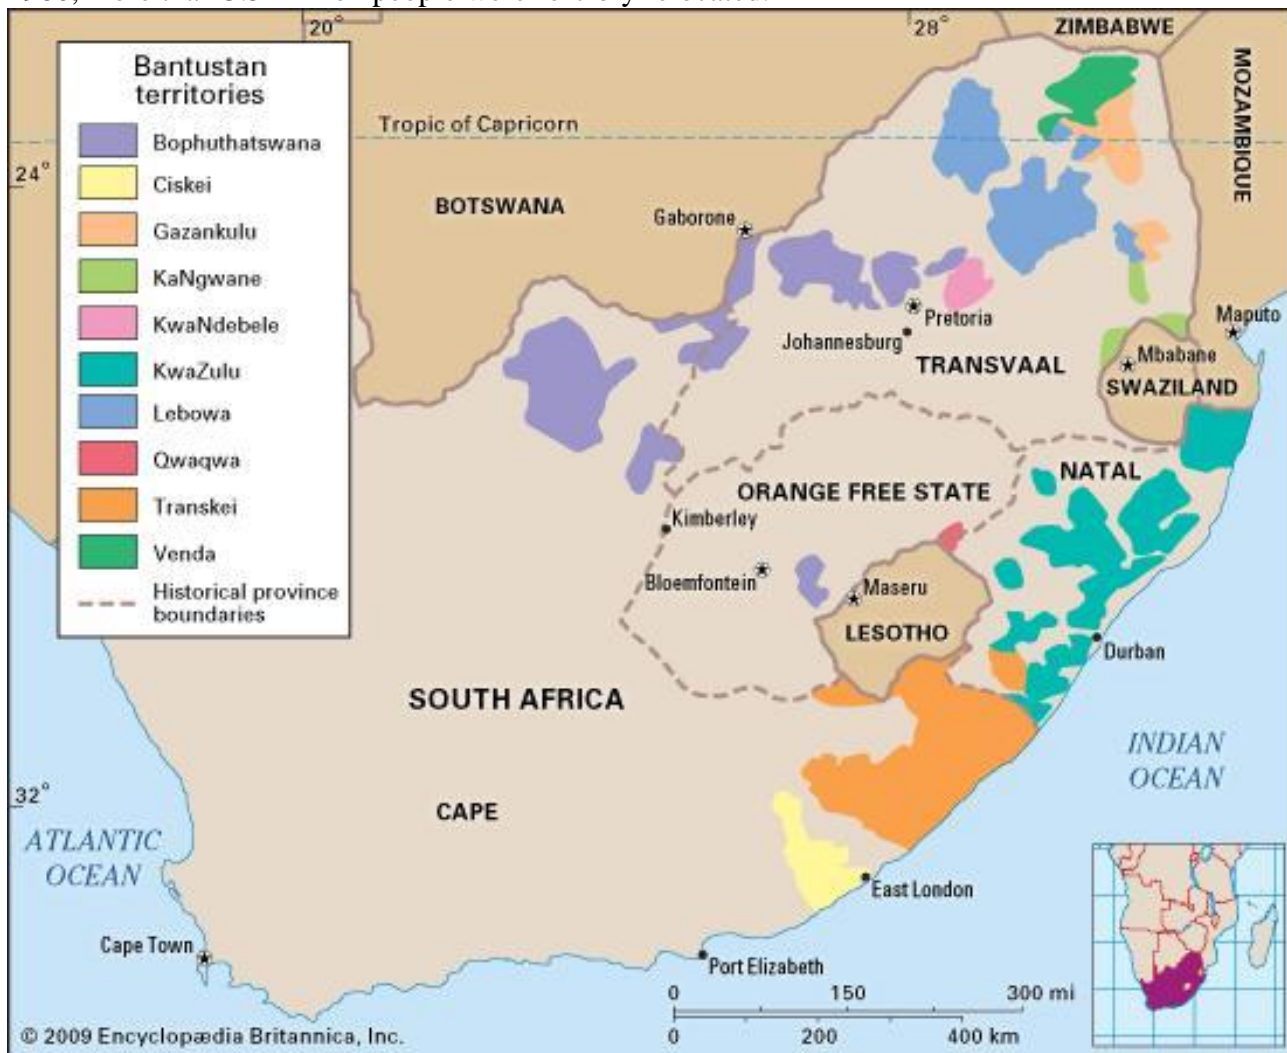 20°
28°
ZIMBABWE
MOZAMBIQUE
Bantustan
territories
Bophuthatswana
Ciskei
Gazankulu
KaNgwane
KwaNdebele
KwaZulu
Lebowa
Qwaqwa
Transkei
Venda
Historical province
boundaries
Tropic of Capricorn
24°
BOTSWANA
Gaborone
Pretoria
Johannesburg
TRANSVAAL
Maputo
Mbabane
SWAZILAND
NATAL
ORANGE FREE STATE
Kimberley
Bloemfontein
Maseru
LESOTHO
Durban
SOUTH AFRICA
INDIAN
OCEAN
32°
CAPE
ATLANTIC
OCEAN
East London
Cape Town
Port Elizabeth
0 150 300 mi
0 200 400 km
© 2009 Encyclopædia Britannica, Inc.